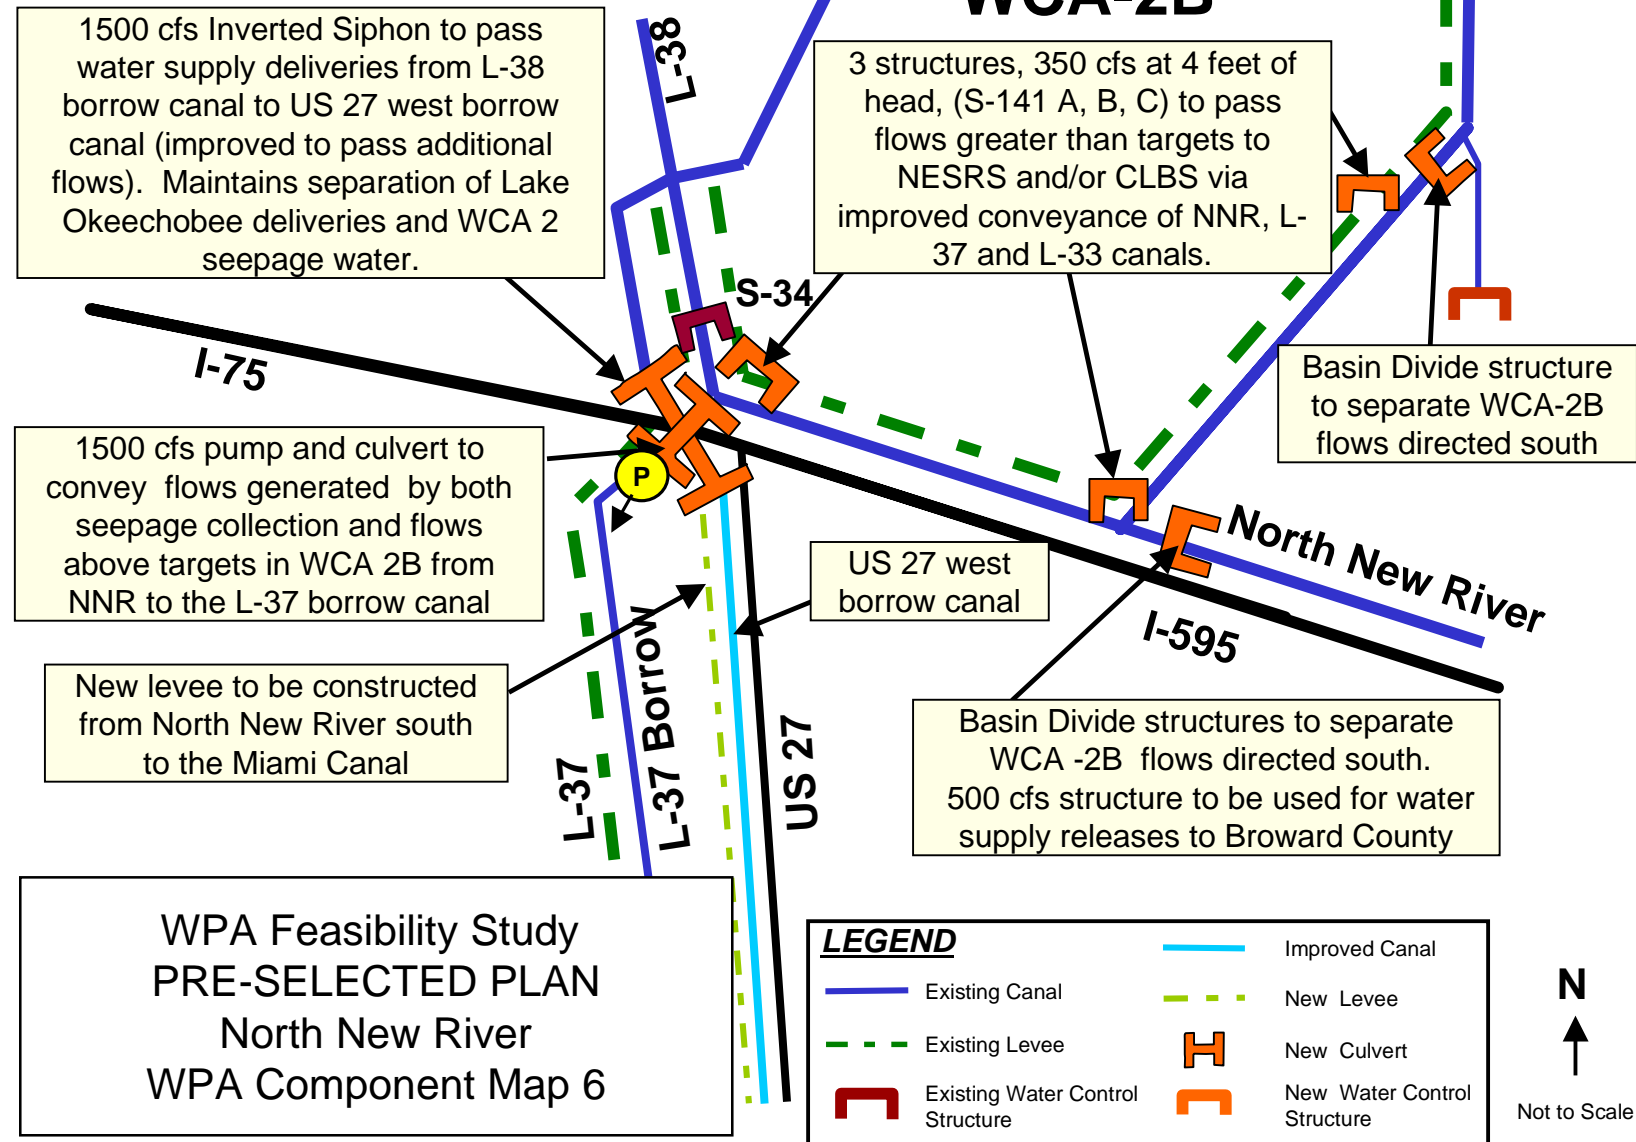 WCA-2B
1500 cfs Inverted Siphon to pass
water supply deliveries from L-38
borrow canal to US 27 west borrow
canal (improved to pass additional
flows).  Maintains separation of Lake
Okeechobee deliveries and WCA 2
seepage water.
L-38
3 structures, 350 cfs at 4 feet of
head, (S-141 A, B, C) to pass
flows greater than targets to
NESRS and/or CLBS via
improved conveyance of NNR, L-
37 and L-33 canals.
S-34
I-75
Basin Divide structure
to separate WCA-2B
flows directed south
1500 cfs pump and culvert to
convey  flows generated  by both
seepage collection and flows
above targets in WCA 2B from
NNR to the L-37 borrow canal
P
North New River
US 27 west
borrow canal
I-595
New levee to be constructed
from North New River south
to the Miami Canal
L-37
L-37 Borrow
US 27
Basin Divide structures to separate
WCA -2B  flows directed south.
500 cfs structure to be used for water
supply releases to Broward County
WPA Feasibility Study
PRE-SELECTED PLAN
North New River
WPA Component Map 6
LEGEND
Existing Canal
Existing Levee
Existing Water Control
Structure
Improved Canal
New  Levee
New  Culvert
New  Water Control
Structure
N
Not to Scale